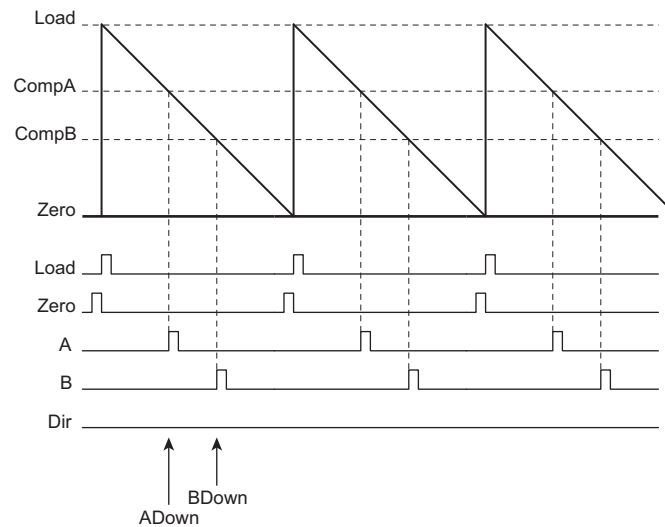 Load
CompA
CompB
Zero
Load
Zero
A
B
Dir
BDown
ADown